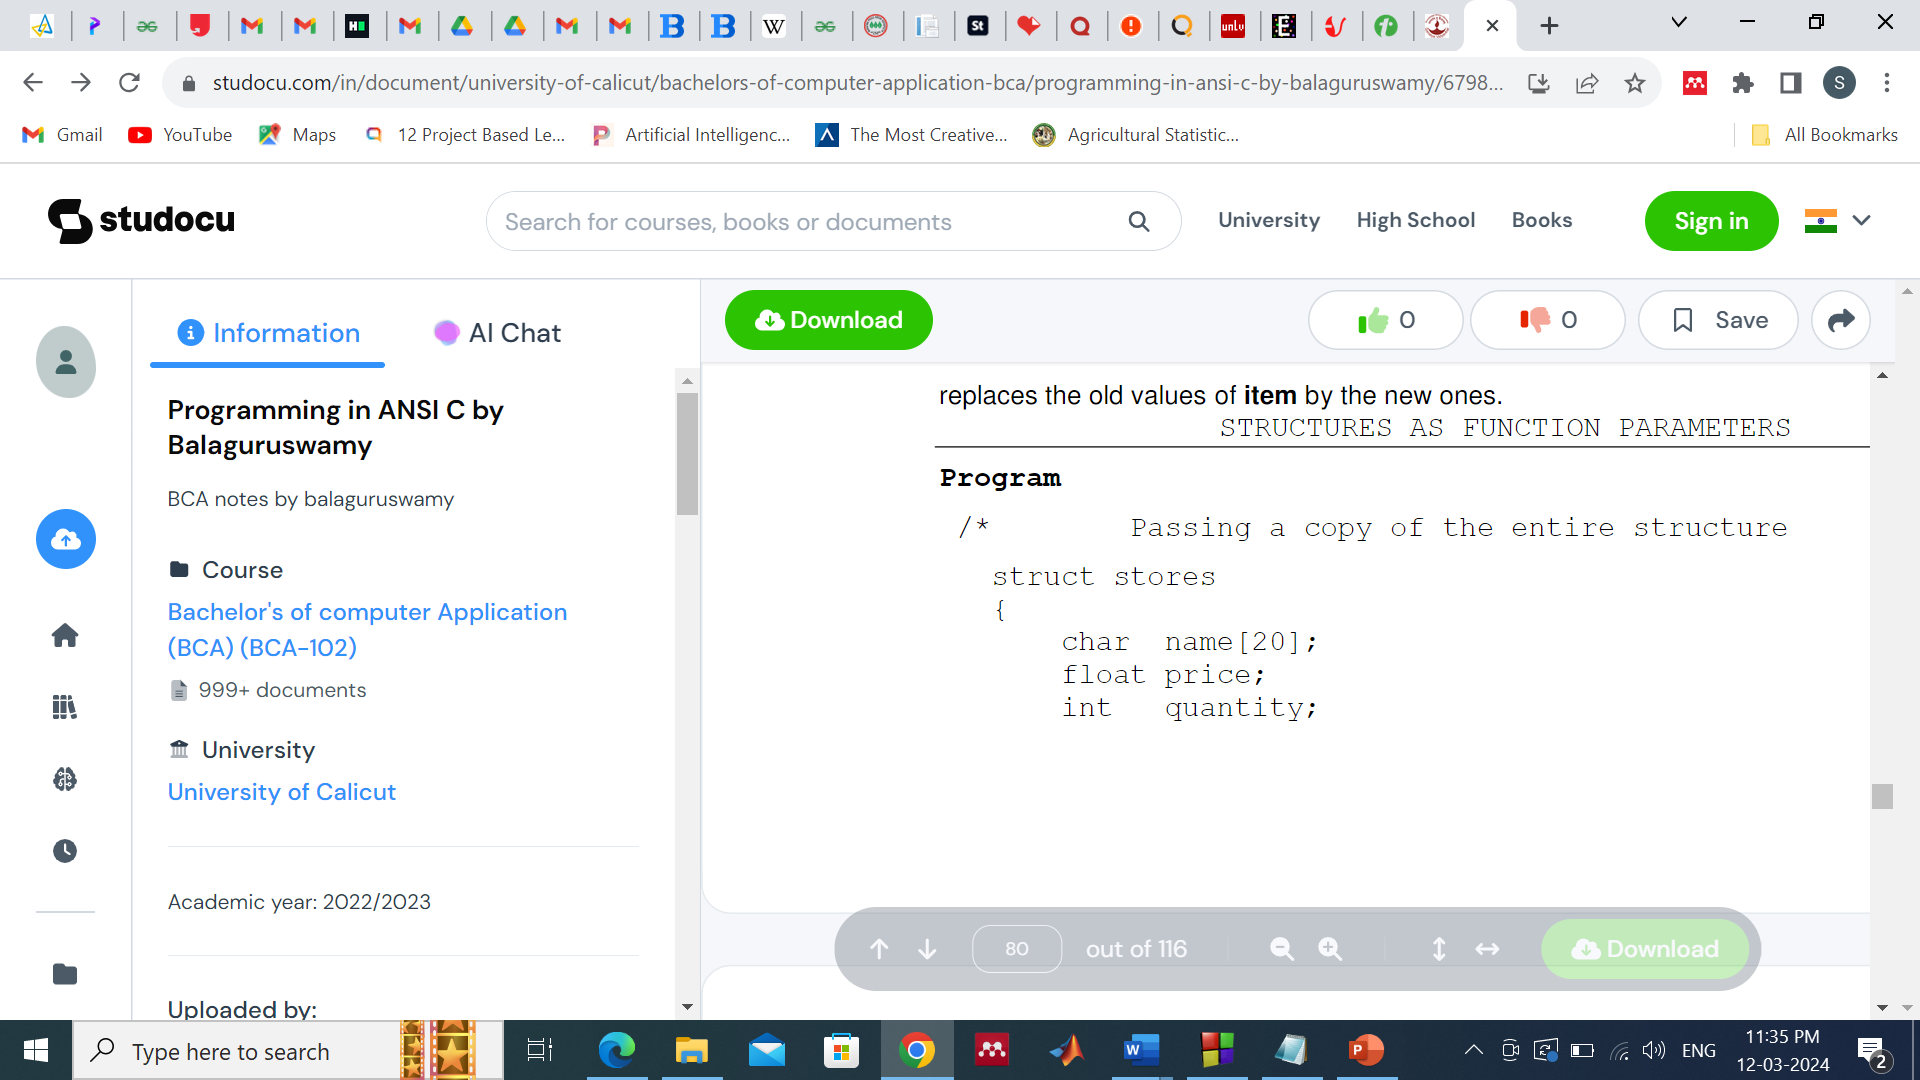 studocu.com/in/document/university-of-calicut/bachelors-of-computer-application-bca/programming-in-ansi-c-by-balaguruswamy/6798...
S
Gmail YouTube Maps 12 Project Based Le... Artificial Intelligenc... The Most Creative... Agricultural Statistic... All Bookmarks
studocu Search for courses, books or documents University High School Books Sign in
Information AI Chat
Download 0 0 Save
Programming in ANSI C by
Balaguruswamy
BCA notes by balaguruswamy
Course
Bachelor's of computer Application
(BCA) (BCA-102)
999+ documents
University
University of Calicut
Academic year: 2022/2023
Uploaded by:
replaces the old values of item by the new ones.
STRUCTURES AS FUNCTION PARAMETERS
Program
/* Passing a copy of the entire structure
struct stores
{
char name[20];
float price;
int quantity;
80 out of 116 Download
Type here to search
ENG
11:35 PM
12-03-2024
2